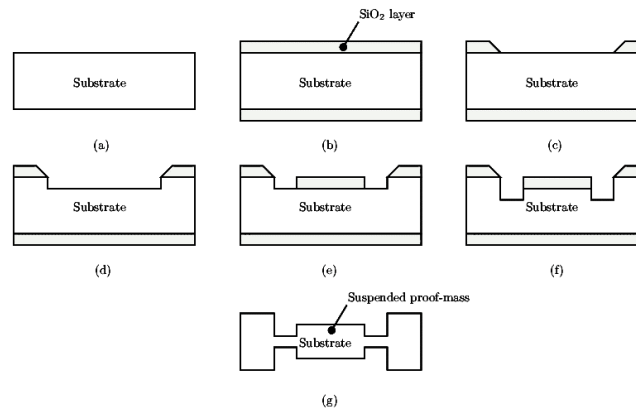 SiO₂ layer
Substrate
Substrate
Substrate
(a)
(b)
(c)
Substrate
Substrate
Substrate
(d)
(e)
(f)
Suspended proof-mass
Substrate
(g)